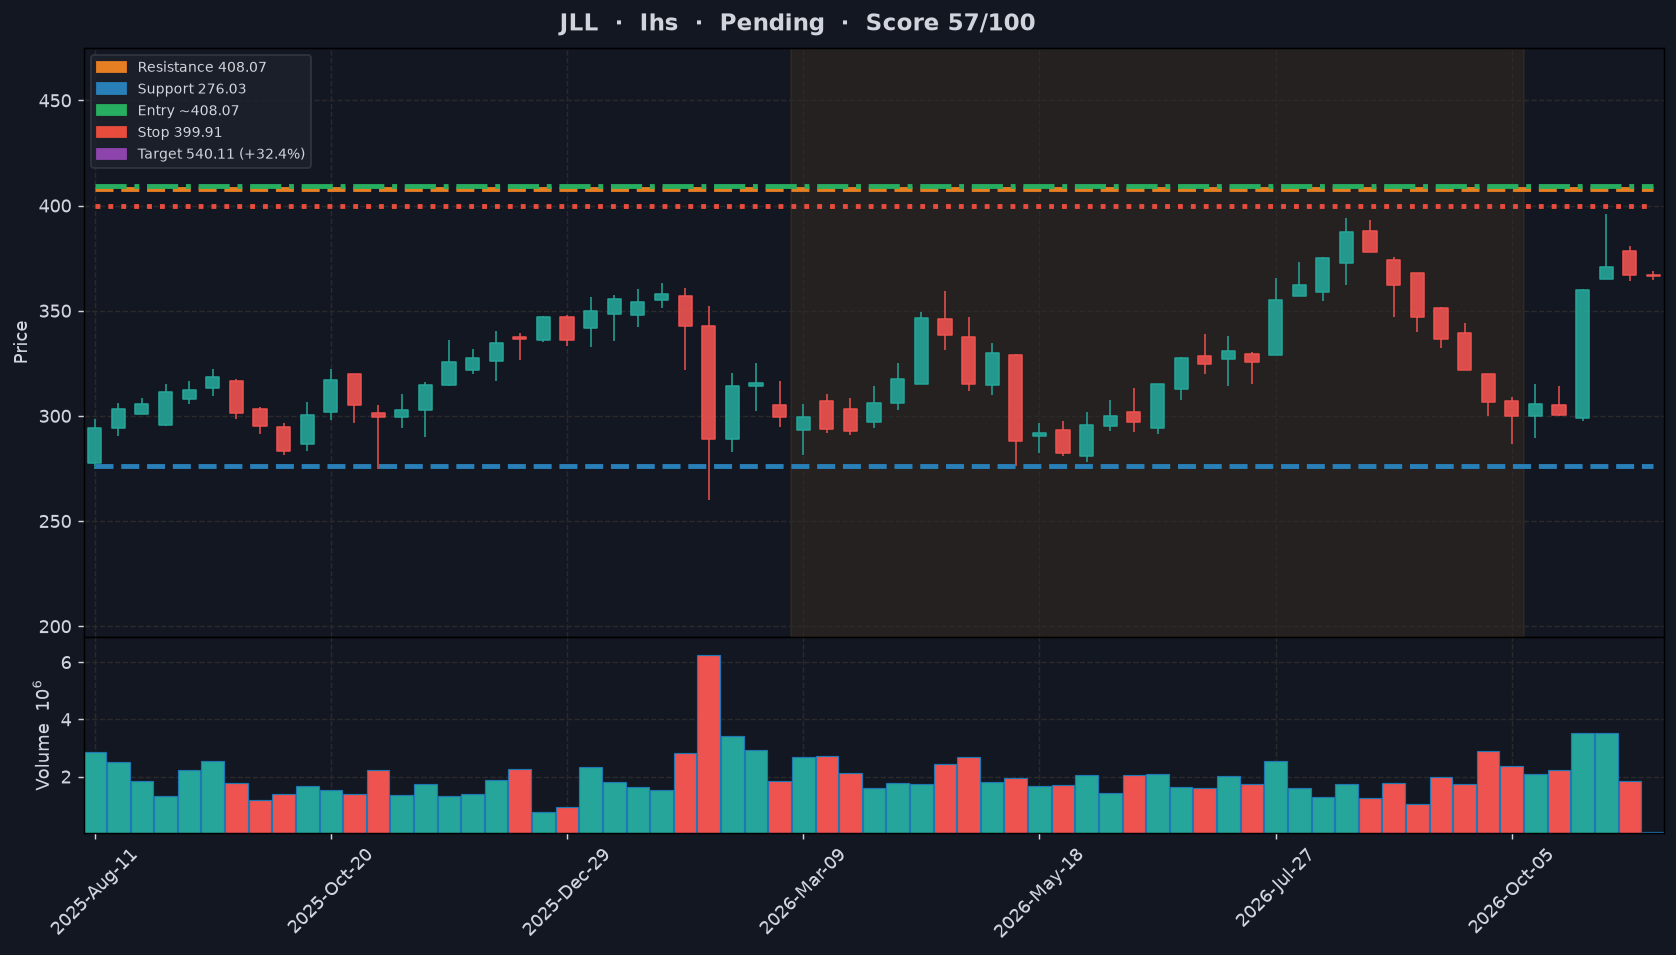 JLL · Ihs · Pending · Score 57/100
Resistance 408.07
Support 276.03
Entry ~408.07
Stop 399.91
Target 540.11 (+32.4%)
Price
450
400
350
300
250
200
Volume 10⁶
6
4
2
2025-Aug-11
2025-Oct-20
2025-Dec-29
2026-Mar-09
2026-May-18
2026-Jul-27
2026-Oct-05